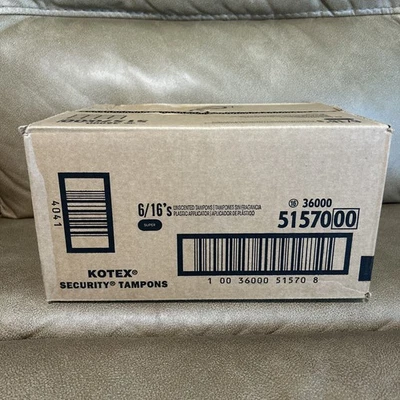 4041
6/16's
SUPER
UNSCENTED TAMPONS | TAMPONES SIN FRAGANCIA
PLASTIC APPLICATOR | APLICADOR DE PLÁSTICO
36000
5157000
KOTEX®
SECURITY® TAMPONS
1 00 36000 51570 8